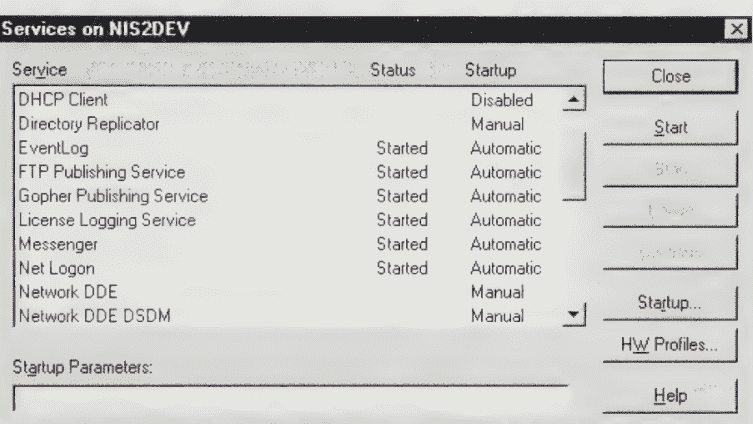 Services on NIS2DEV
Service Status Startup
DHCP Client Disabled
Directory Replicator Manual
EventLog Started Automatic
FTP Publishing Service Started Automatic
Gopher Publishing Service Started Automatic
License Logging Service Started Automatic
Messenger Started Automatic
Net Logon Started Automatic
Network DDE Manual
Network DDE DSDM Manual
Startup Parameters:
Close
Start
Startup...
HW Profiles...
Help